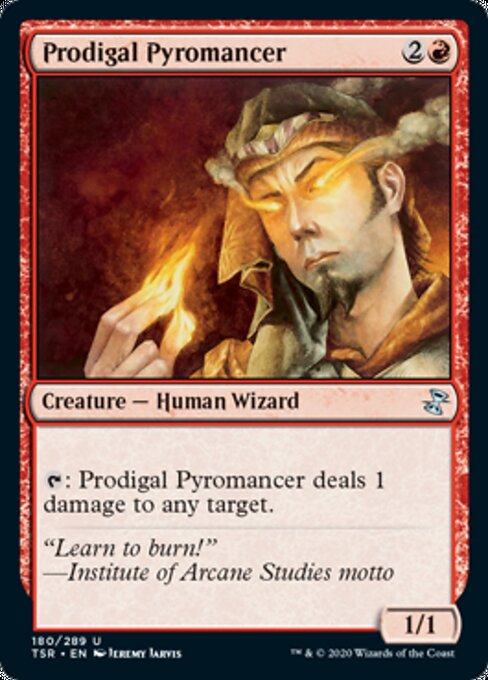 Prodigal Pyromancer 2
Creature — Human Wizard
: Prodigal Pyromancer deals 1
damage to any target.
“Learn to burn!”
—Institute of Arcane Studies motto
1/1
180/289 U
TSR • EN Jeremy Jarvis
™ & © 2020 Wizards of the Coast